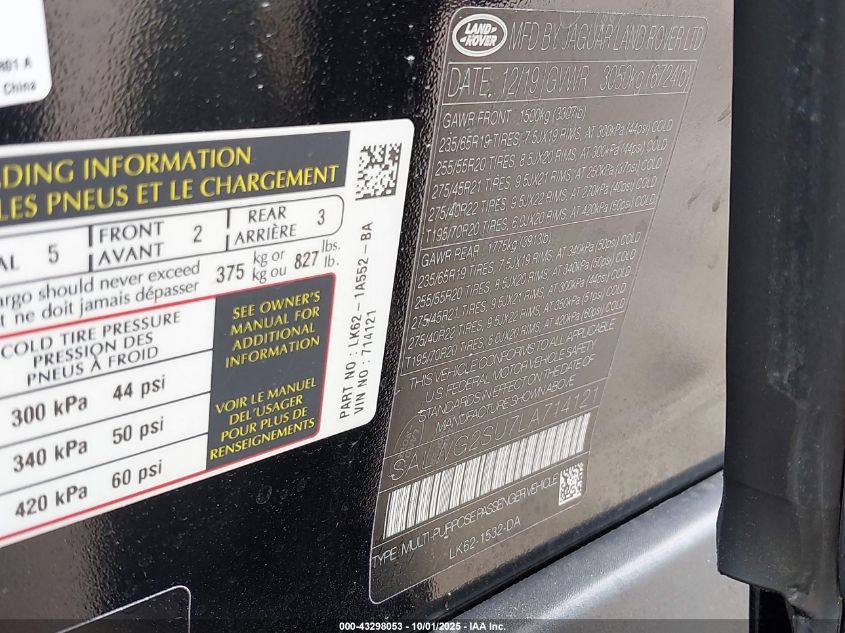 R01 A
China
DING INFORMATION
LES PNEUS ET LE CHARGEMENT
AL 5 FRONT AVANT 2 REAR ARRIÈRE 3
argo should never exceed 375 kg or 827 lbs.
t ne doit jamais dépasser kg ou lb.
COLD TIRE PRESSURE
PRESSION DES
PNEUS À FROID
300 kPa 44 psi
340 kPa 50 psi
420 kPa 60 psi
SEE OWNER'S
MANUAL FOR
ADDITIONAL
INFORMATION
VOIR LE MANUEL
DEL'USAGER
POUR PLUS DE
RENSEIGNEMENTS
PART NO : LK62-1A552-BA
VIN NO : 714121
LAND ROVER
MFD BY JAGUAR LAND ROVER LTD
DATE: 12/19 GVWR 3050kg (6724lb)
GAWR FRONT 1500kg (3307lb)
235/65R19 TIRES, 7.5JX19 RIMS, AT 300kPa (44psi) COLD
255/55R20 TIRES, 8.5JX20 RIMS, AT 300kPa (44psi) COLD
275/45R21 TIRES, 9.5JX21 RIMS, AT 250kPa (37psi) COLD
275/40R22 TIRES, 9.5JX22 RIMS, AT 270kPa (40psi) COLD
T195/70R20 TIRES, 6.0JX20 RIMS, AT 420kPa (60psi) COLD
GAWR REAR 1775kg (3913lb)
235/65R19 TIRES, 7.5JX19 RIMS, AT 340kPa (50psi) COLD
255/55R20 TIRES, 8.5JX20 RIMS, AT 340kPa (50psi) COLD
275/45R21 TIRES, 9.5JX21 RIMS, AT 300kPa (44psi) COLD
275/40R22 TIRES, 9.5JX22 RIMS, AT 350kPa (51psi) COLD
T195/70R20 TIRES, 6.0JX20 RIMS, AT 420kPa (60psi) COLD
THIS VEHICLE CONFORMS TO ALL APPLICABLE
U.S. FEDERAL MOTOR VEHICLE SAFETY
STANDARDS IN EFFECT ON THE DATE OF
MANUFACTURE SHOWN ABOVE.
TYPE: MULTI-PURPOSE PASSENGER VEHICLE
LK62-1532-DA
000-43298053 - 10/01/2025 - IAA Inc.